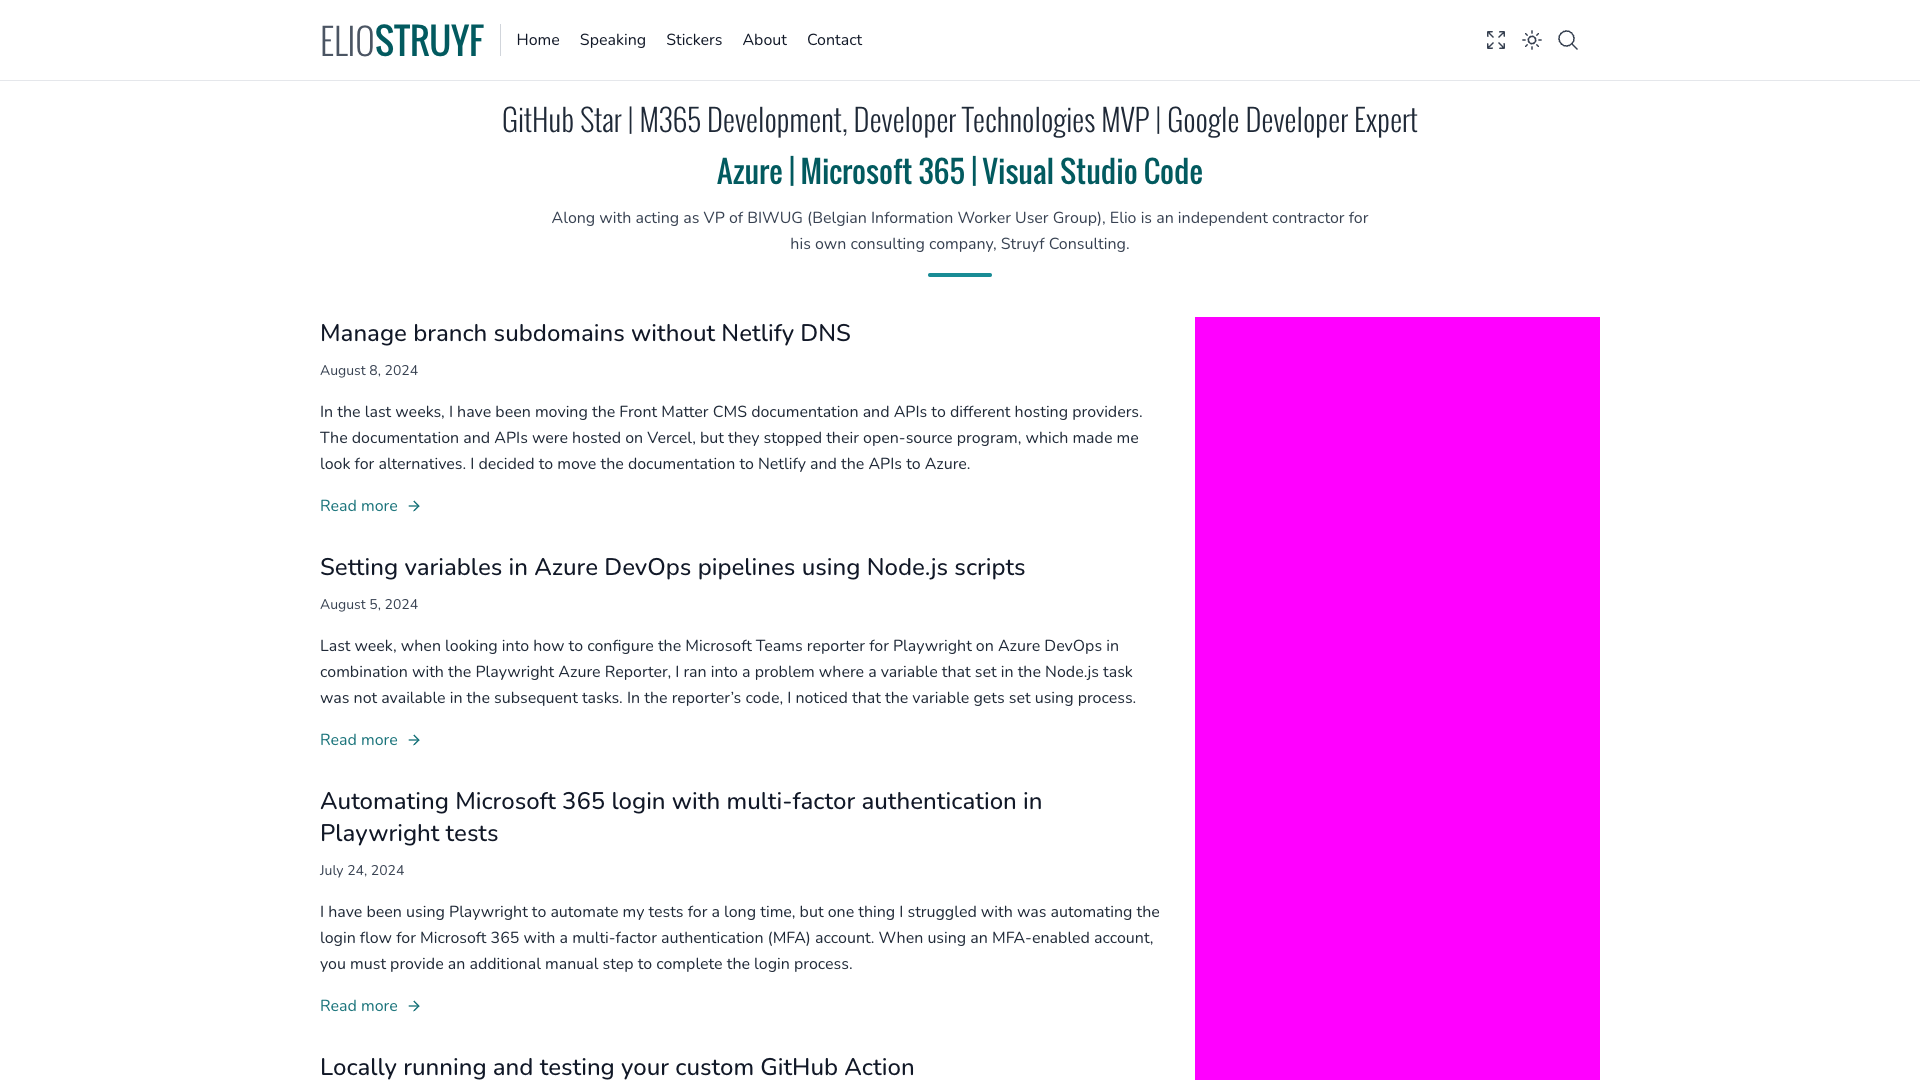 ELIOSTRUYF
Home Speaking Stickers About Contact
GitHub Star | M365 Development, Developer Technologies MVP | Google Developer Expert
Azure | Microsoft 365 | Visual Studio Code
Along with acting as VP of BIWUG (Belgian Information Worker User Group), Elio is an independent contractor for
his own consulting company, Struyf Consulting.
Manage branch subdomains without Netlify DNS
August 8, 2024
In the last weeks, I have been moving the Front Matter CMS documentation and APIs to different hosting providers.
The documentation and APIs were hosted on Vercel, but they stopped their open-source program, which made me
look for alternatives. I decided to move the documentation to Netlify and the APIs to Azure.
Read more
Setting variables in Azure DevOps pipelines using Node.js scripts
August 5, 2024
Last week, when looking into how to configure the Microsoft Teams reporter for Playwright on Azure DevOps in
combination with the Playwright Azure Reporter, I ran into a problem where a variable that set in the Node.js task
was not available in the subsequent tasks. In the reporter’s code, I noticed that the variable gets set using process.
Read more
Automating Microsoft 365 login with multi-factor authentication in
Playwright tests
July 24, 2024
I have been using Playwright to automate my tests for a long time, but one thing I struggled with was automating the
login flow for Microsoft 365 with a multi-factor authentication (MFA) account. When using an MFA-enabled account,
you must provide an additional manual step to complete the login process.
Read more
Locally running and testing your custom GitHub Action